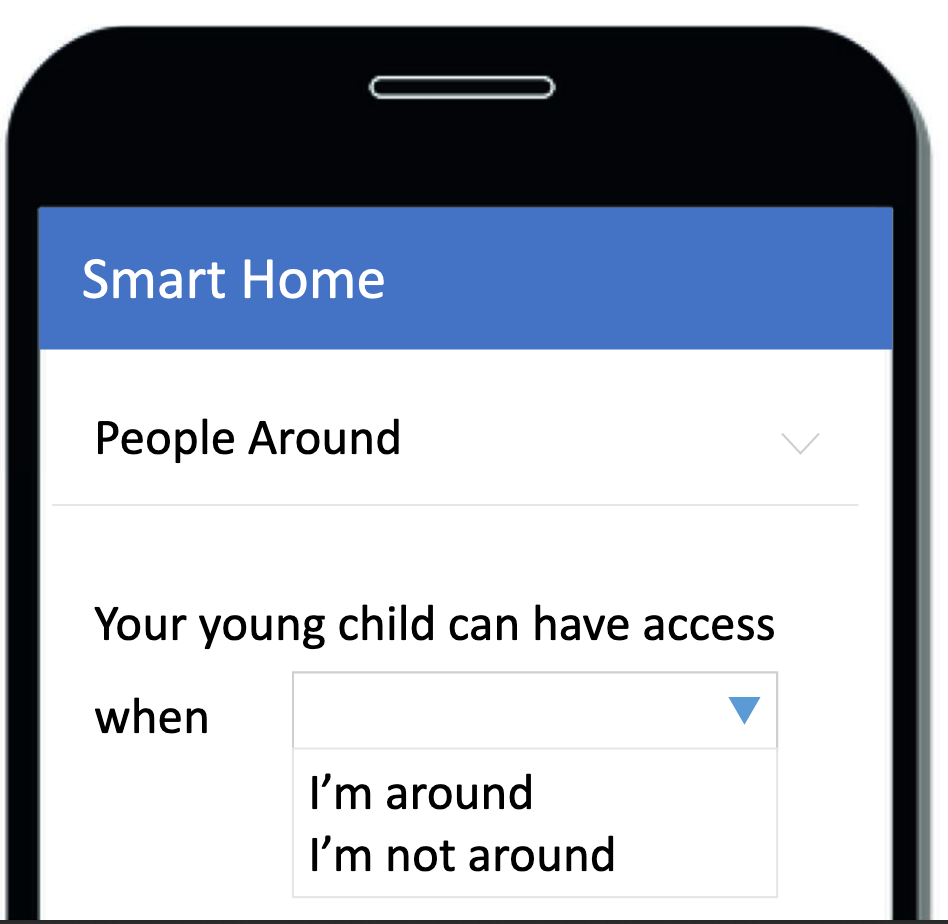 Smart Home
People Around
Your young child can have access
when
I’m around
I’m not around